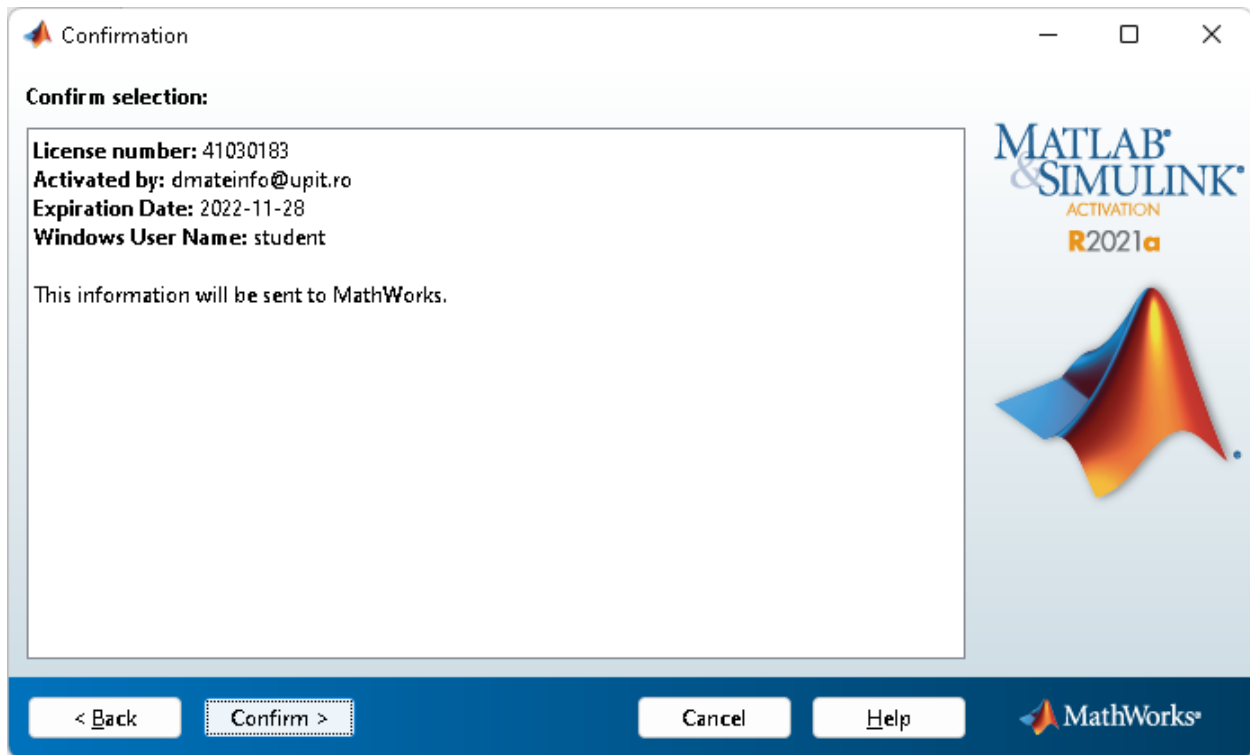 Confirmation
Confirm selection:
License number: 41030183
Activated by: dmateinfo@upit.ro
Expiration Date: 2022-11-28
Windows User Name: student
This information will be sent to MathWorks.
MATLAB®
&SIMULINK®
ACTIVATION
R2021a
< Back
Confirm >
Cancel
Help
MathWorks®